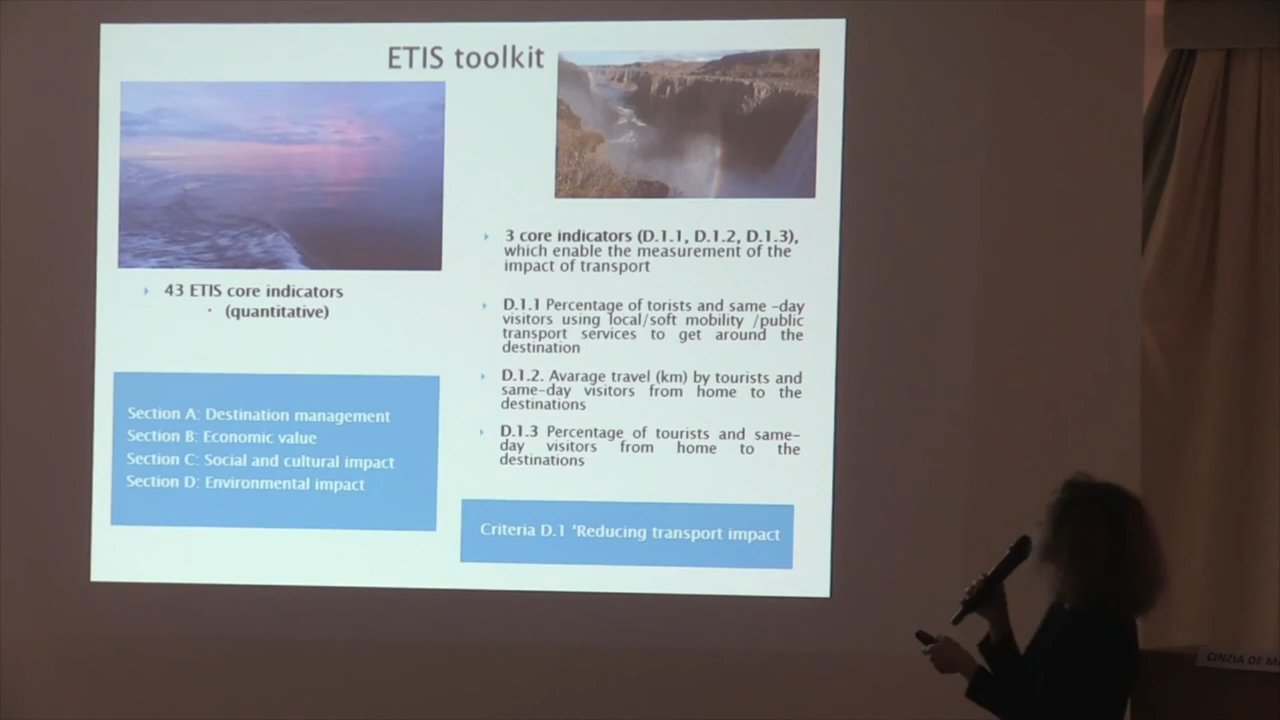 ETIS toolkit
43 ETIS core indicators
(quantitative)
Section A: Destination management
Section B: Economic value
Section C: Social and cultural impact
Section D: Environmental impact
3 core indicators (D.1.1, D.1.2, D.1.3),
which enable the measurement of the
impact of transport
D.1.1 Percentage of torists and same -day
visitors using local/soft mobility /public
transport services to get around the
destination
D.1.2. Avarage travel (km) by tourists and
same-day visitors from home to the
destinations
D.1.3 Percentage of tourists and same-
day visitors from home to the
destinations
Criteria D.1 'Reducing transport impact
CINZIA DE